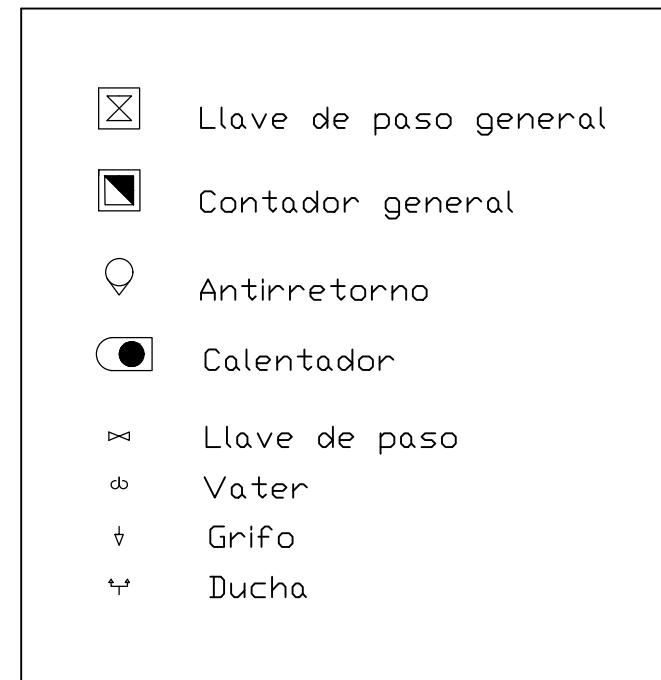 Llave de paso general
Contador general
Antirretorno
Calentador
Llave de paso
Vater
Grifo
Ducha